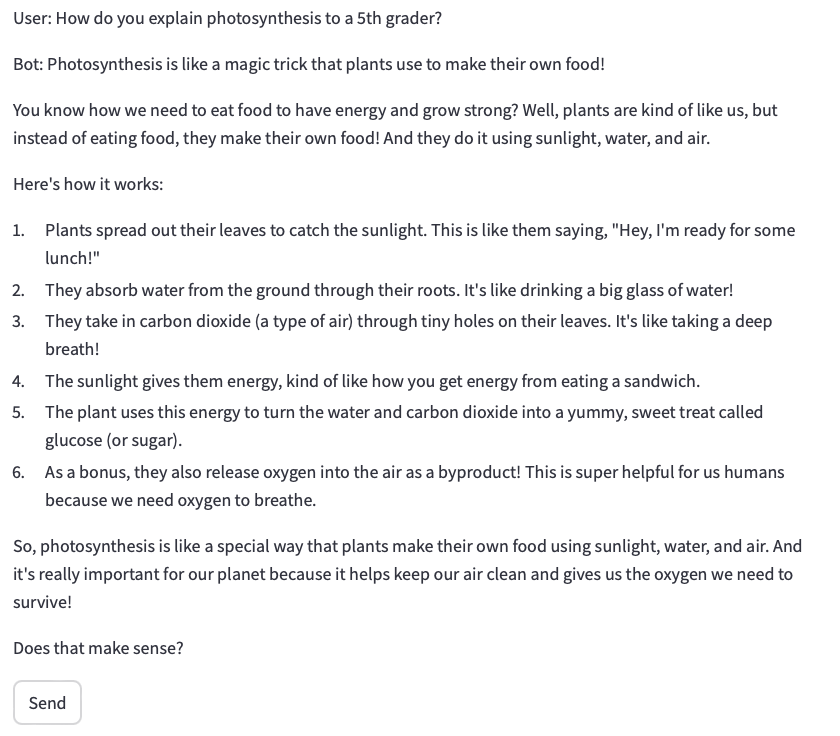 User: How do you explain photosynthesis to a 5th grader?
Bot: Photosynthesis is like a magic trick that plants use to make their own food!
You know how we need to eat food to have energy and grow strong? Well, plants are kind of like us, but
instead of eating food, they make their own food! And they do it using sunlight, water, and air.
Here's how it works:
1. Plants spread out their leaves to catch the sunlight. This is like them saying, "Hey, I'm ready for some
lunch!"
2. They absorb water from the ground through their roots. It's like drinking a big glass of water!
3. They take in carbon dioxide (a type of air) through tiny holes on their leaves. It's like taking a deep
breath!
4. The sunlight gives them energy, kind of like how you get energy from eating a sandwich.
5. The plant uses this energy to turn the water and carbon dioxide into a yummy, sweet treat called
glucose (or sugar).
6. As a bonus, they also release oxygen into the air as a byproduct! This is super helpful for us humans
because we need oxygen to breathe.
So, photosynthesis is like a special way that plants make their own food using sunlight, water, and air. And
it's really important for our planet because it helps keep our air clean and gives us the oxygen we need to
survive!
Does that make sense?
Send